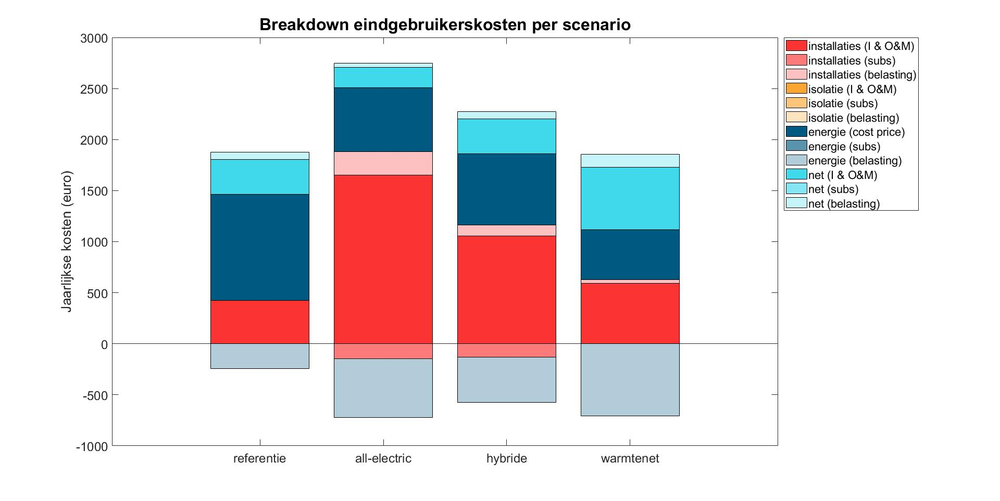 Breakdown eindgebruikerskosten per scenario
Jaarlijkse kosten (euro)
3000
2500
2000
1500
1000
500
0
-500
-1000
referentie
all-electric
hybride
warmtenet
installaties (I & O&M)
installaties (subs)
installaties (belasting)
isolatie (I & O&M)
isolatie (subs)
isolatie (belasting)
energie (cost price)
energie (subs)
energie (belasting)
net (I & O&M)
net (subs)
net (belasting)